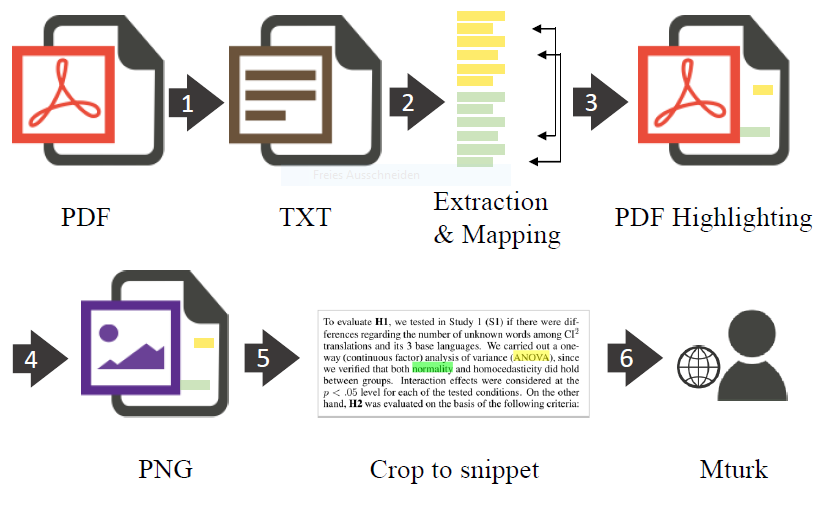 1
2
3
Freies Ausschneiden
PDF
TXT
Extraction
& Mapping
PDF Highlighting
4
5
6
To evaluate H1, we tested in Study 1 (S1) if there were dif-
ferences regarding the number of unknown words among CI²
translations and its 3 base languages. We carried out a one-
way (continuous factor) analysis of variance (ANOVA), since
we verified that both normality and homocedasticity did hold
between groups. Interaction effects were considered at the
p < .05 level for each of the tested conditions. On the other
hand, H2 was evaluated on the basis of the following criteria:
PNG
Crop to snippet
Mturk